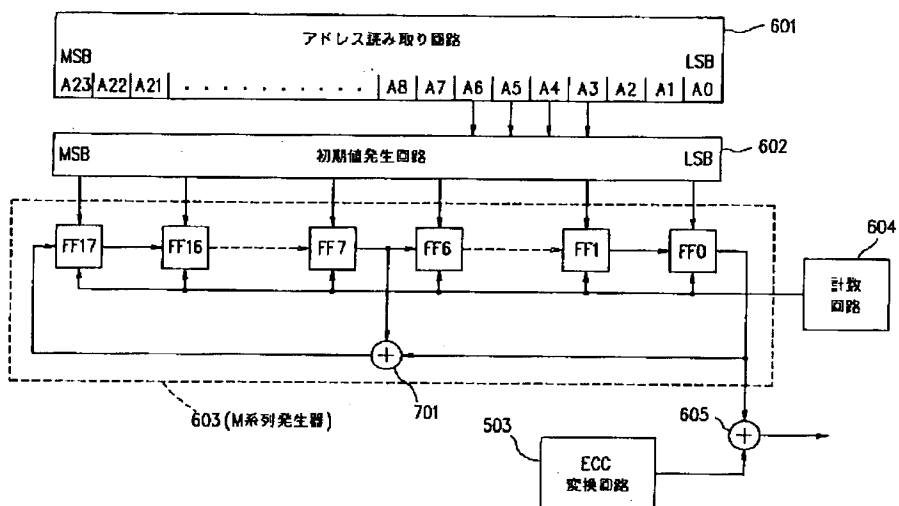 601
アドレス読み取り回路
MSB LSB
A23 A22 A21 . . . . . . . . . . A8 A7 A6 A5 A4 A3 A2 A1 A0
602
MSB 初期値発生回路 LSB
604
FF17 FF16 FF7 FF6 FF1 FF0
計数
回路
+
701
603(M系列発生器)
605
+
503
ECC
変換回路